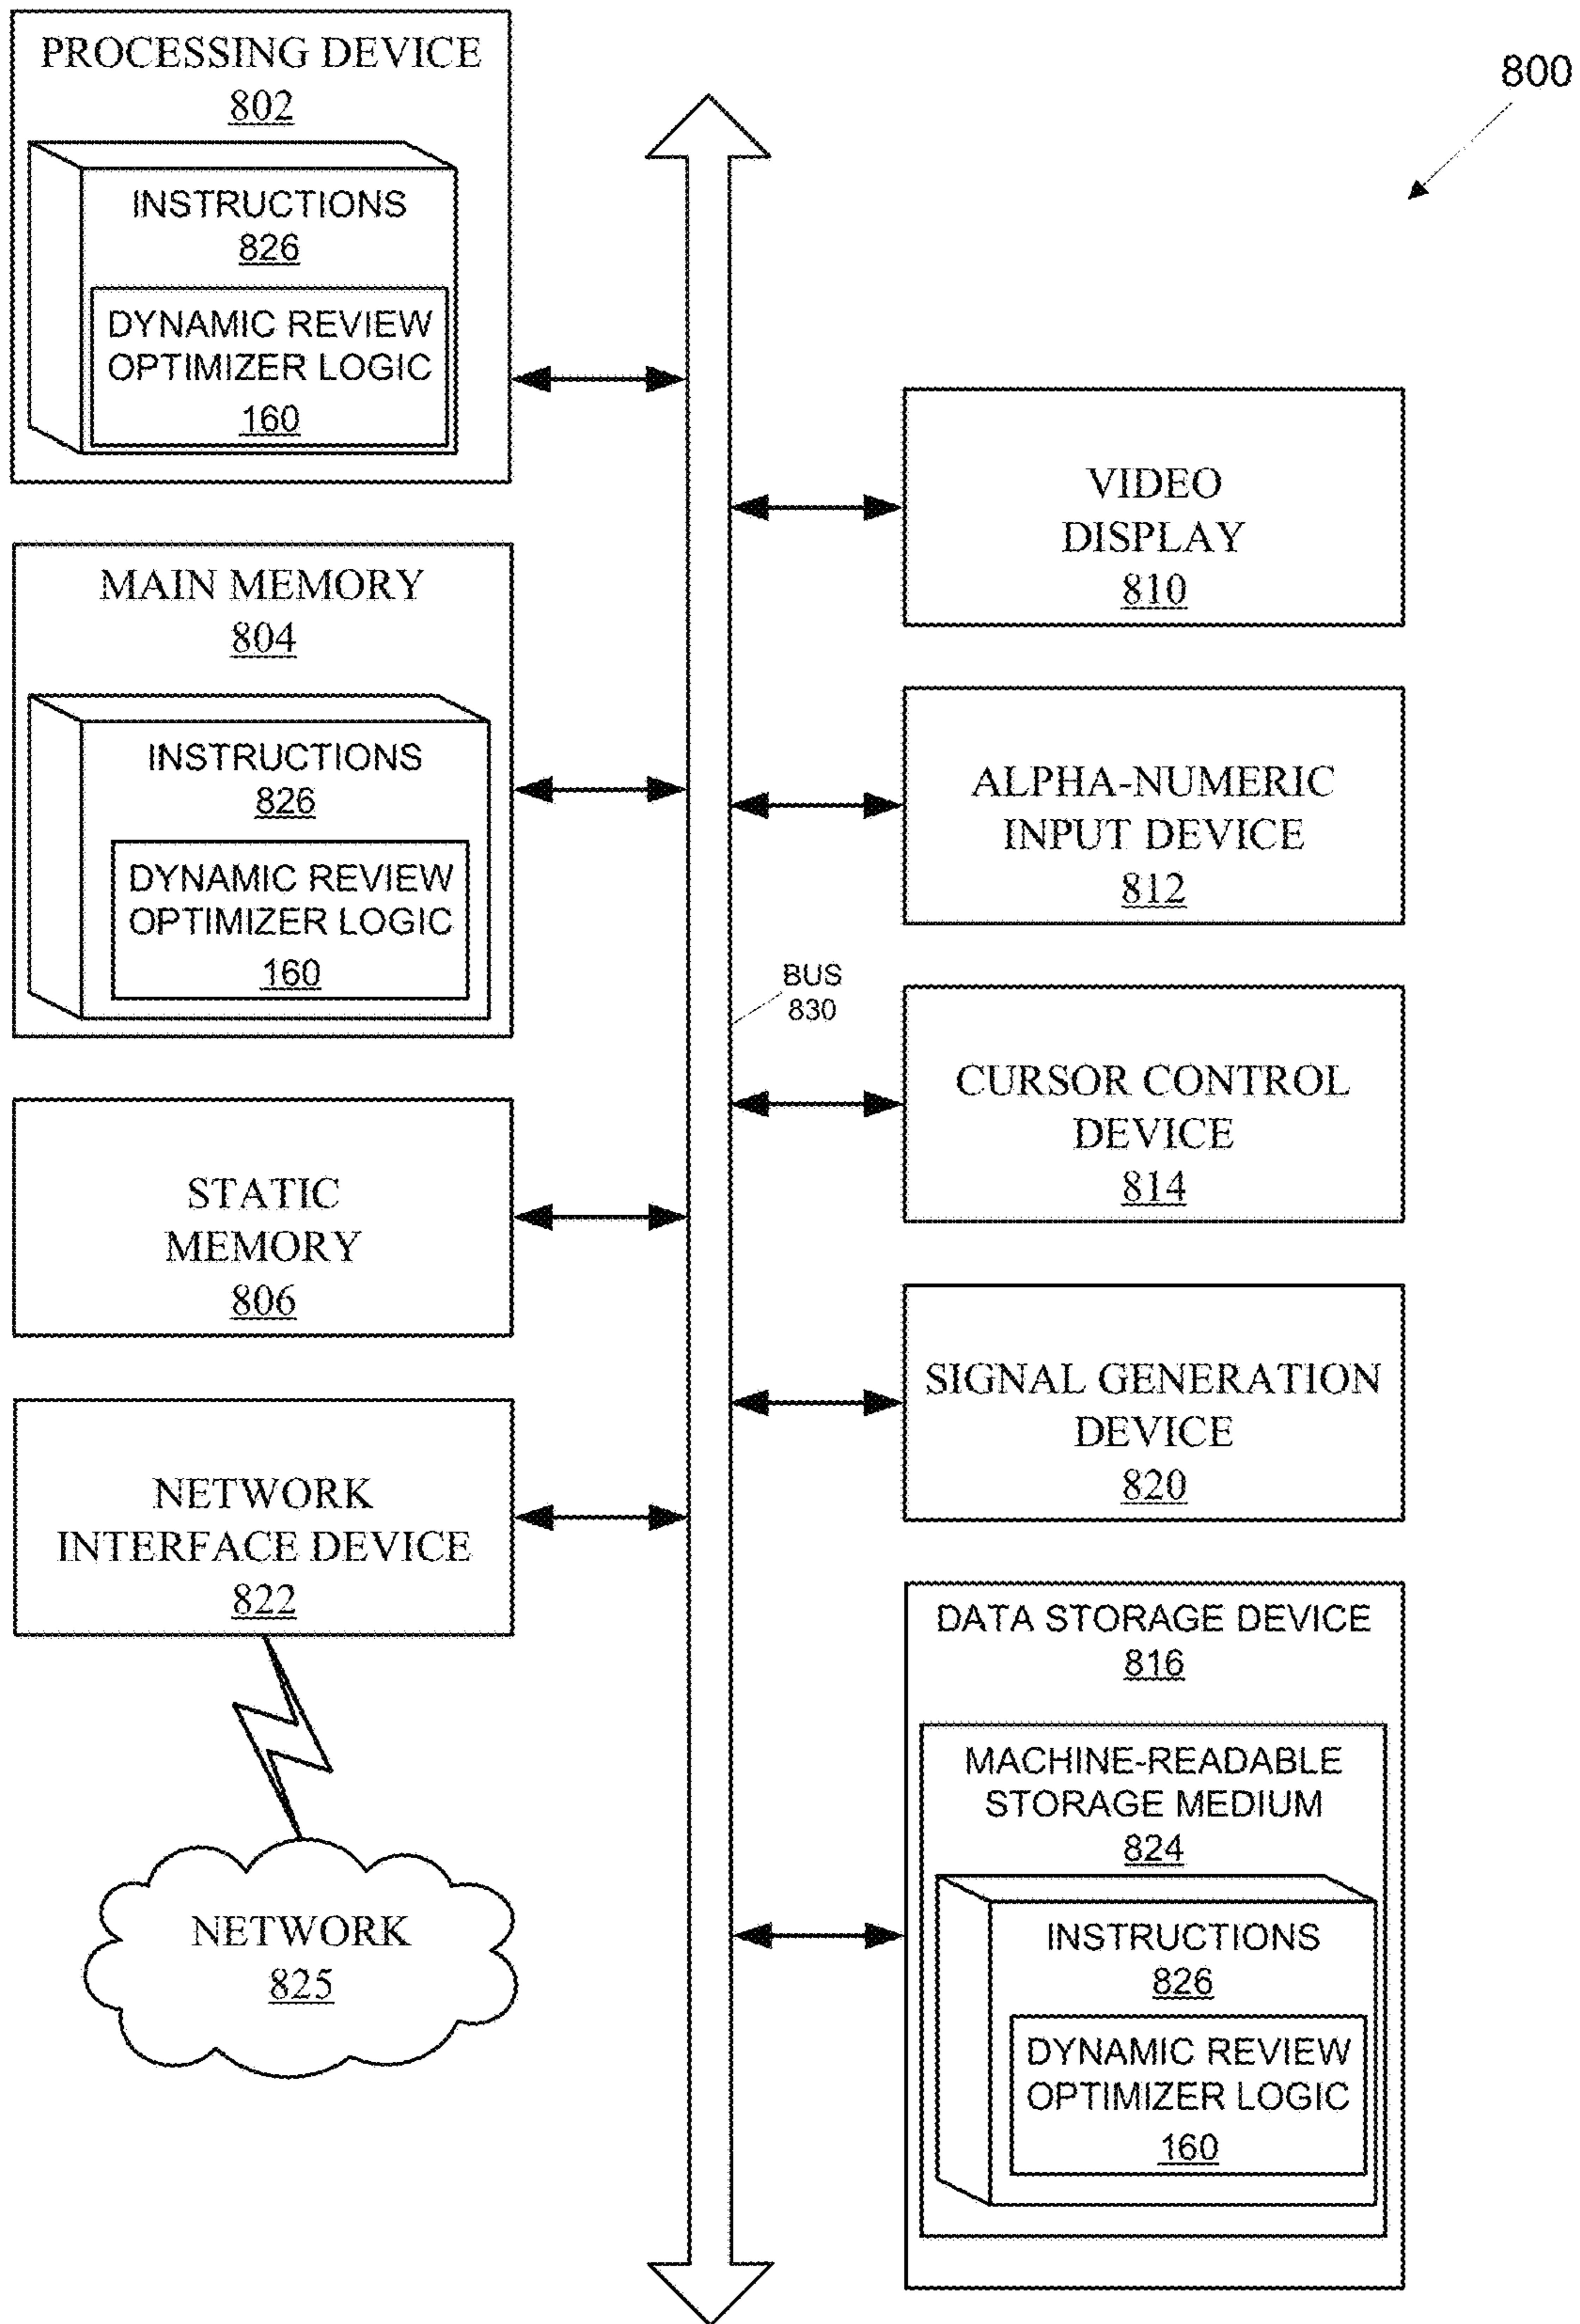 PROCESSING DEVICE
802
INSTRUCTIONS
826
DYNAMIC REVIEW
OPTIMIZER LOGIC
160
MAIN MEMORY
804
INSTRUCTIONS
826
DYNAMIC REVIEW
OPTIMIZER LOGIC
160
STATIC
MEMORY
806
NETWORK
INTERFACE DEVICE
822
NETWORK
825
BUS
830
800
VIDEO
DISPLAY
810
ALPHA-NUMERIC
INPUT DEVICE
812
CURSOR CONTROL
DEVICE
814
SIGNAL GENERATION
DEVICE
820
DATA STORAGE DEVICE
816
MACHINE-READABLE
STORAGE MEDIUM
824
INSTRUCTIONS
826
DYNAMIC REVIEW
OPTIMIZER LOGIC
160